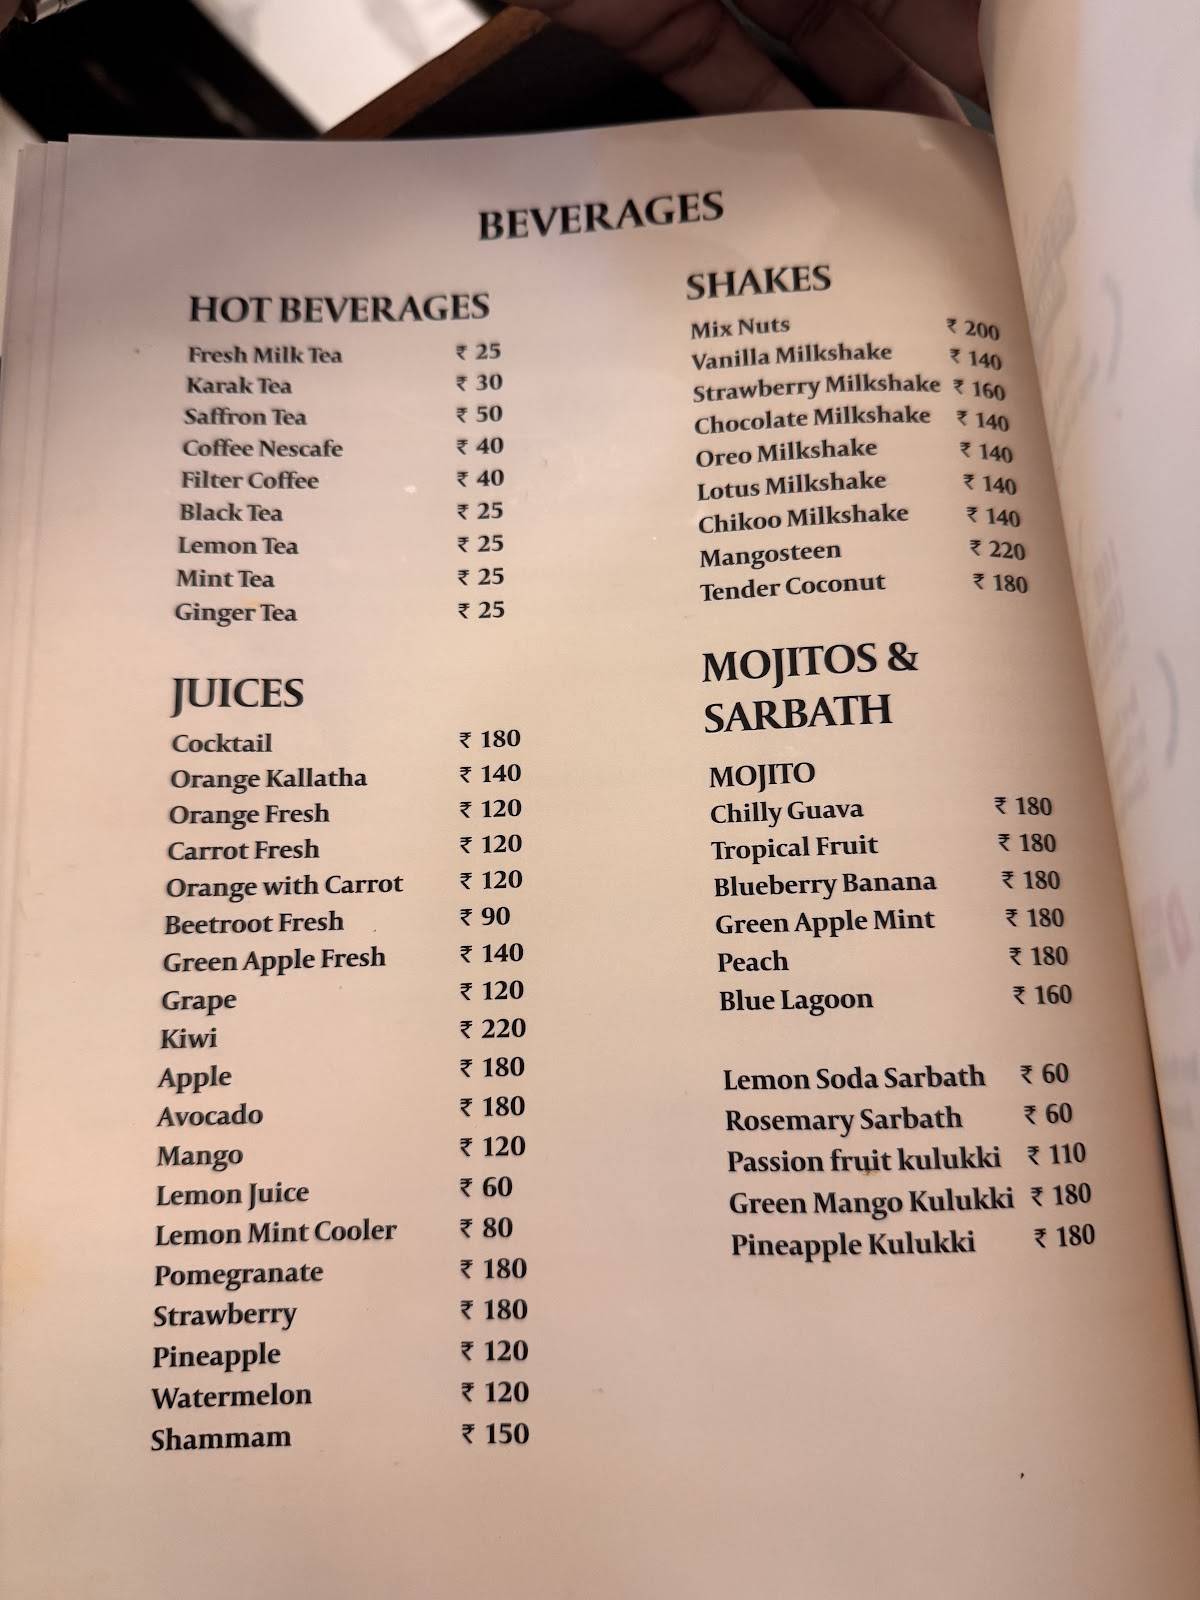 BEVERAGES
HOT BEVERAGES
Fresh Milk Tea ₹ 25
Karak Tea ₹ 30
Saffron Tea ₹ 50
Coffee Nescafe ₹ 40
Filter Coffee ₹ 40
Black Tea ₹ 25
Lemon Tea ₹ 25
Mint Tea ₹ 25
Ginger Tea ₹ 25
JUICES
Cocktail ₹ 180
Orange Kallatha ₹ 140
Orange Fresh ₹ 120
Carrot Fresh ₹ 120
Orange with Carrot ₹ 120
Beetroot Fresh ₹ 90
Green Apple Fresh ₹ 140
Grape ₹ 120
Kiwi ₹ 220
Apple ₹ 180
Avocado ₹ 180
Mango ₹ 120
Lemon Juice ₹ 60
Lemon Mint Cooler ₹ 80
Pomegranate ₹ 180
Strawberry ₹ 180
Pineapple ₹ 120
Watermelon ₹ 120
Shammam ₹ 150
SHAKES
Mix Nuts ₹ 200
Vanilla Milkshake ₹ 140
Strawberry Milkshake ₹ 160
Chocolate Milkshake ₹ 140
Oreo Milkshake ₹ 140
Lotus Milkshake ₹ 140
Chikoo Milkshake ₹ 140
Mangosteen ₹ 220
Tender Coconut ₹ 180
MOJITOS &
SARBATH
MOJITO
Chilly Guava ₹ 180
Tropical Fruit ₹ 180
Blueberry Banana ₹ 180
Green Apple Mint ₹ 180
Peach ₹ 180
Blue Lagoon ₹ 160
Lemon Soda Sarbath ₹ 60
Rosemary Sarbath ₹ 60
Passion fruit kulukki ₹ 110
Green Mango Kulukki ₹ 180
Pineapple Kulukki ₹ 180